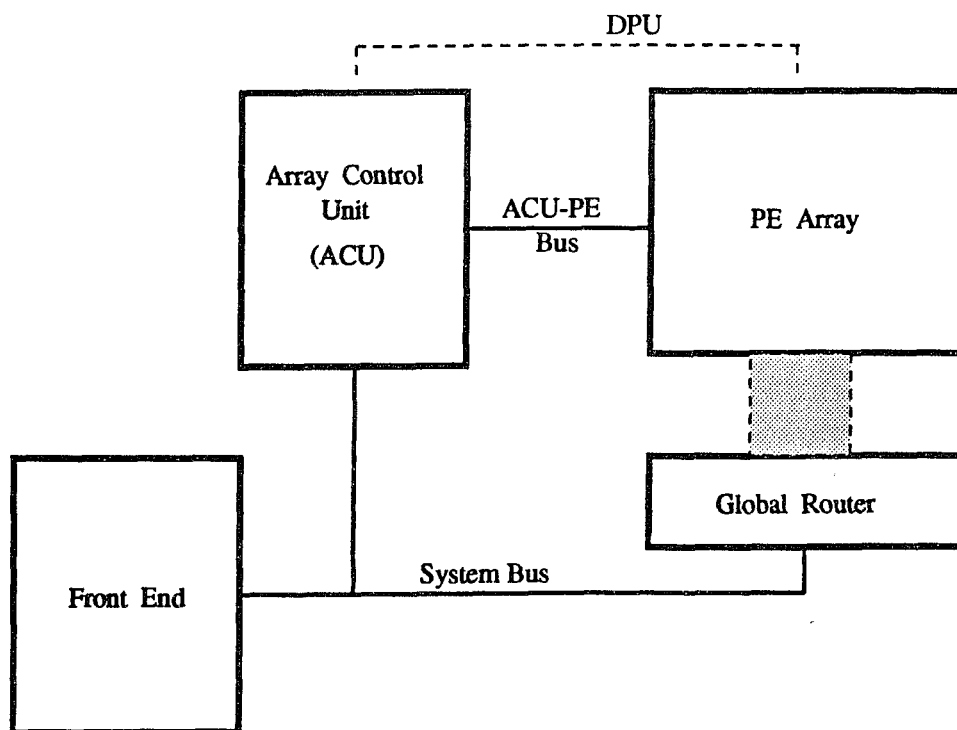 DPU
Array Control
Unit
(ACU)
ACU-PE
Bus
PE Array
Global Router
System Bus
Front End